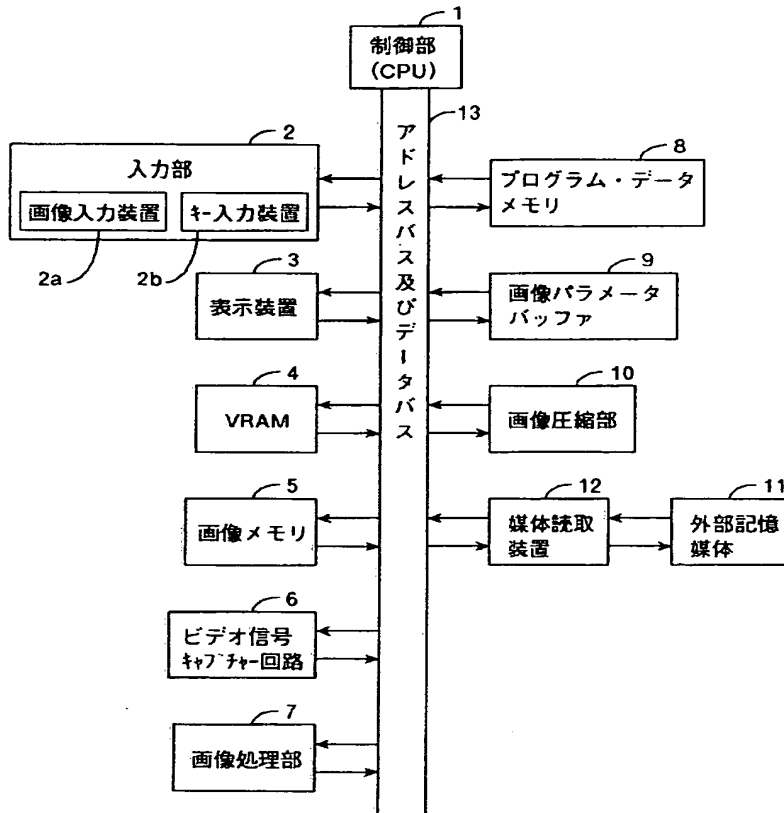 1
制御部
(CPU)
13
アドレスバス及びデータバス
2
入力部
画像入力装置
ｷｰ入力装置
2a
2b
8
プログラム・データ
メモリ
3
表示装置
9
画像パラメータ
バッファ
4
VRAM
10
画像圧縮部
5
画像メモリ
12
媒体読取
装置
11
外部記憶
媒体
6
ビデオ信号
ｷｬﾌﾟﾁｬｰ回路
7
画像処理部